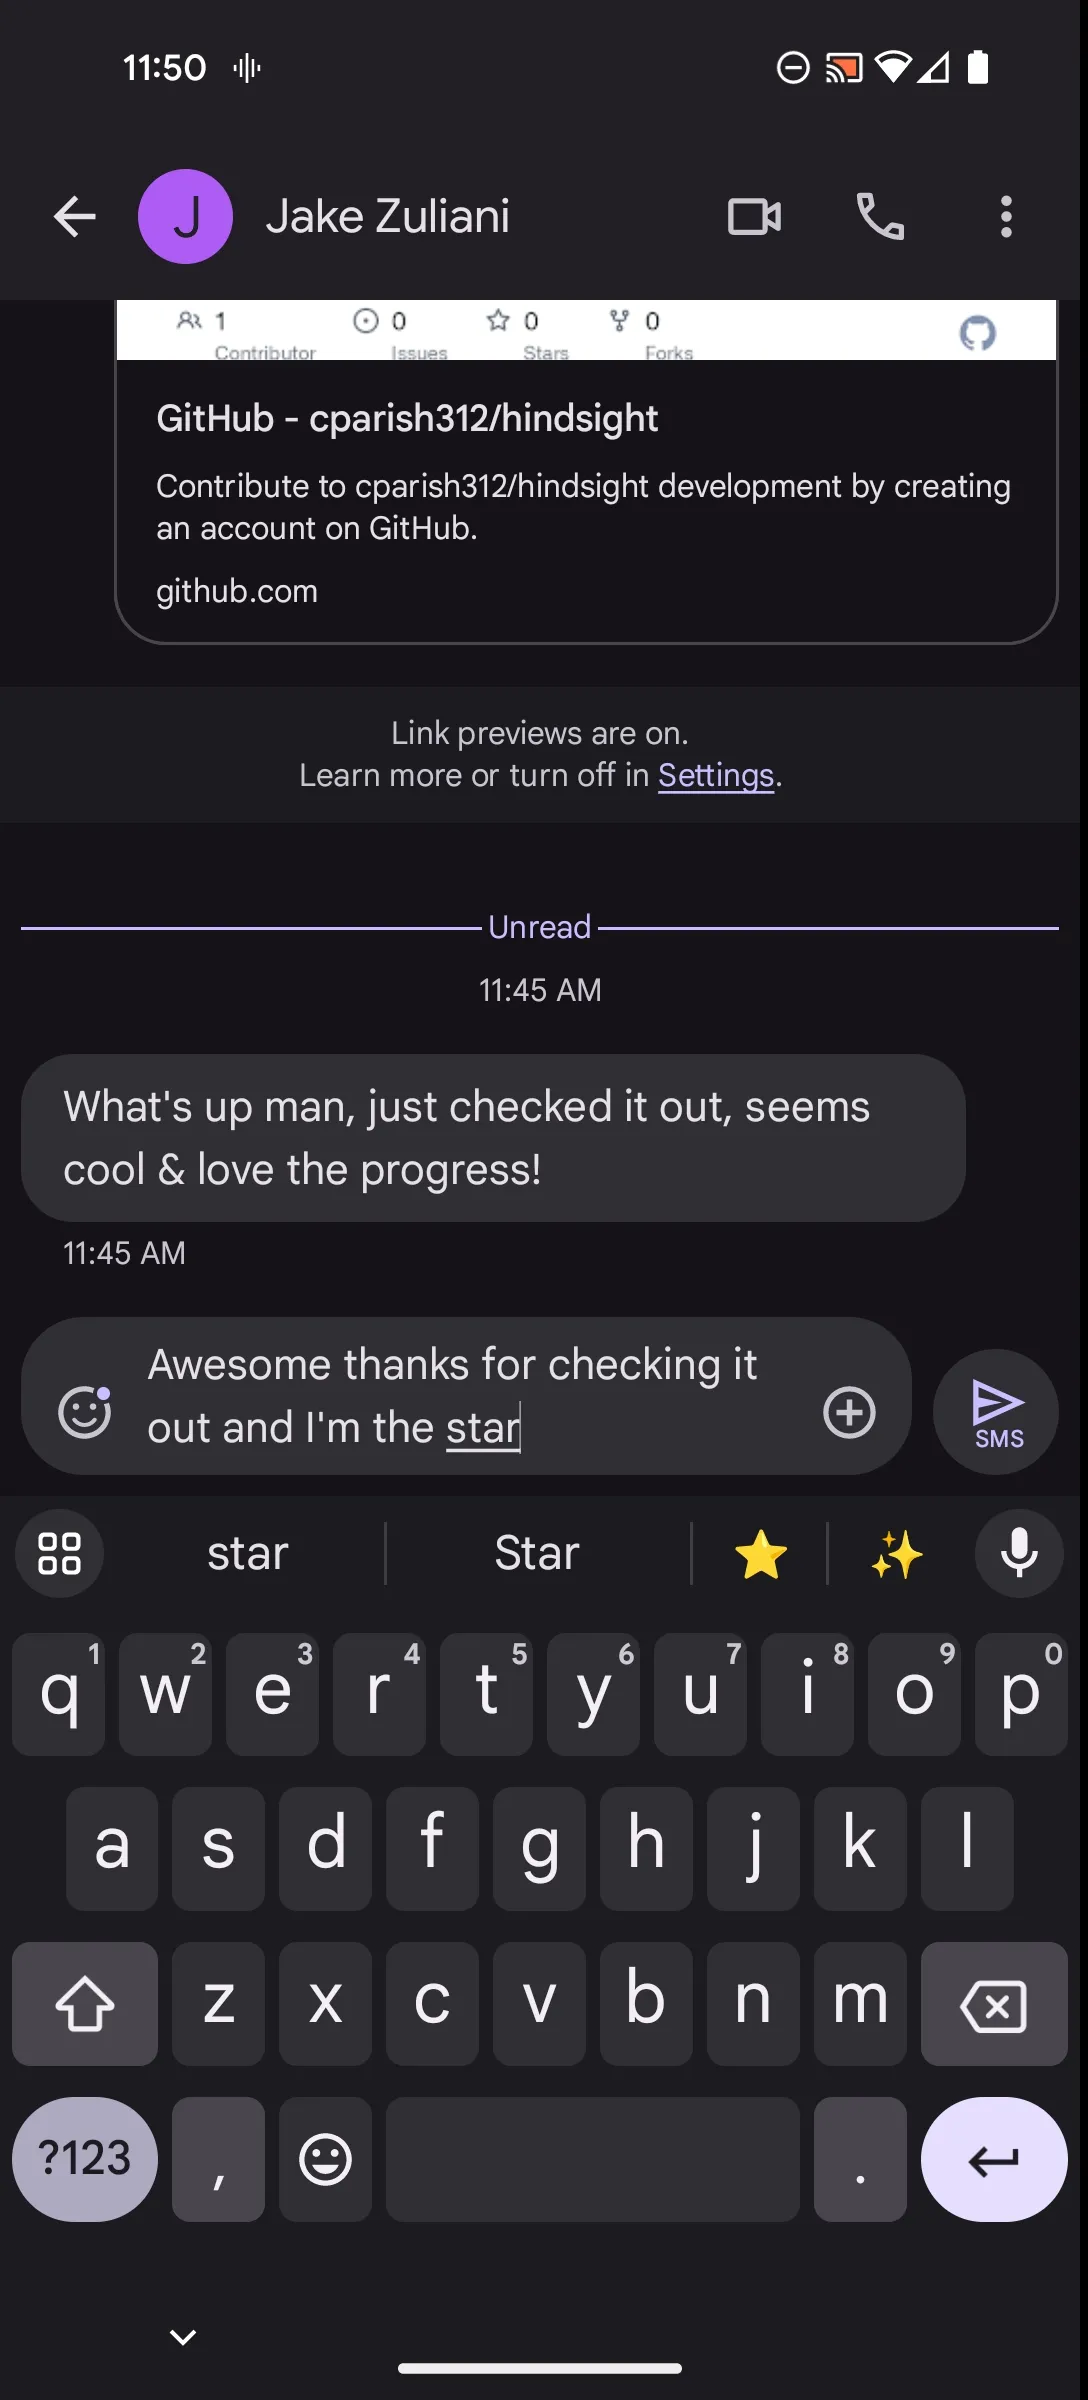 11:50
J
Jake Zuliani
1
0
0
0
Contributor
Issues
Stars
Forks
GitHub - cparish312/hindsight
Contribute to cparish312/hindsight development by creating
an account on GitHub.
github.com
Link previews are on.
Learn more or turn off in Settings.
Unread
11:45 AM
What's up man, just checked it out, seems
cool & love the progress!
11:45 AM
Awesome thanks for checking it
out and I'm the star
SMS
star
Star
q1 w2 e3 r4 t5 y6 u7 i8 o9 p0
a s d f g h j k l
z x c v b n m
?123 , .